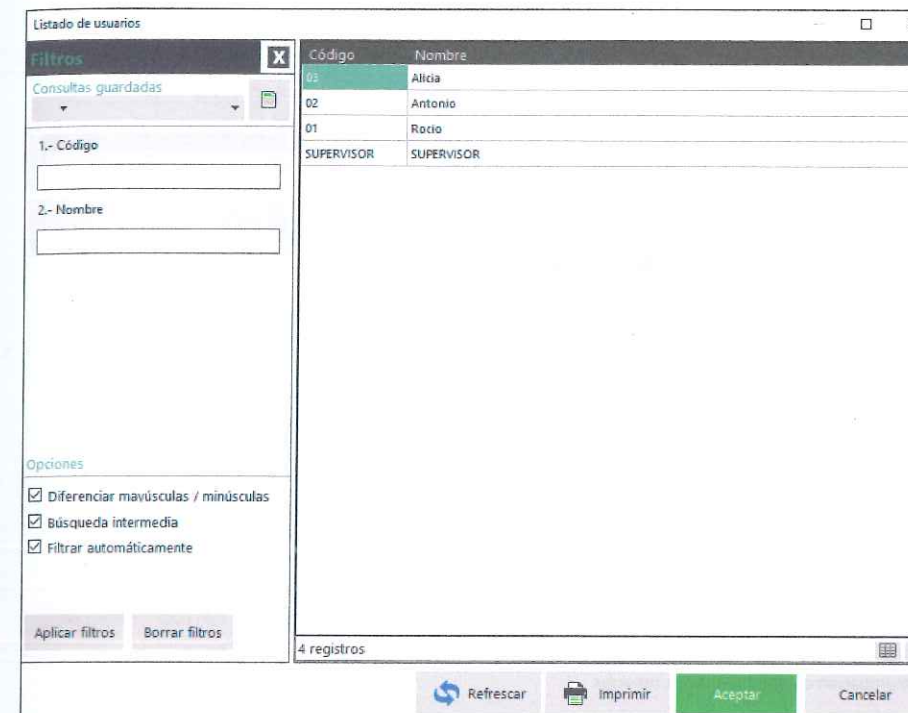 Listado de usuarios
Filtros X
Consultas guardadas
1.- Código
2.- Nombre
Opciones
Diferenciar mayúsculas / minúsculas
Búsqueda intermedia
Filtrar automáticamente
Aplicar filtros Borrar filtros
Código Nombre
03 Alicia
02 Antonio
01 Rocio
SUPERVISOR SUPERVISOR
4 registros
Refrescar Imprimir Aceptar Cancelar